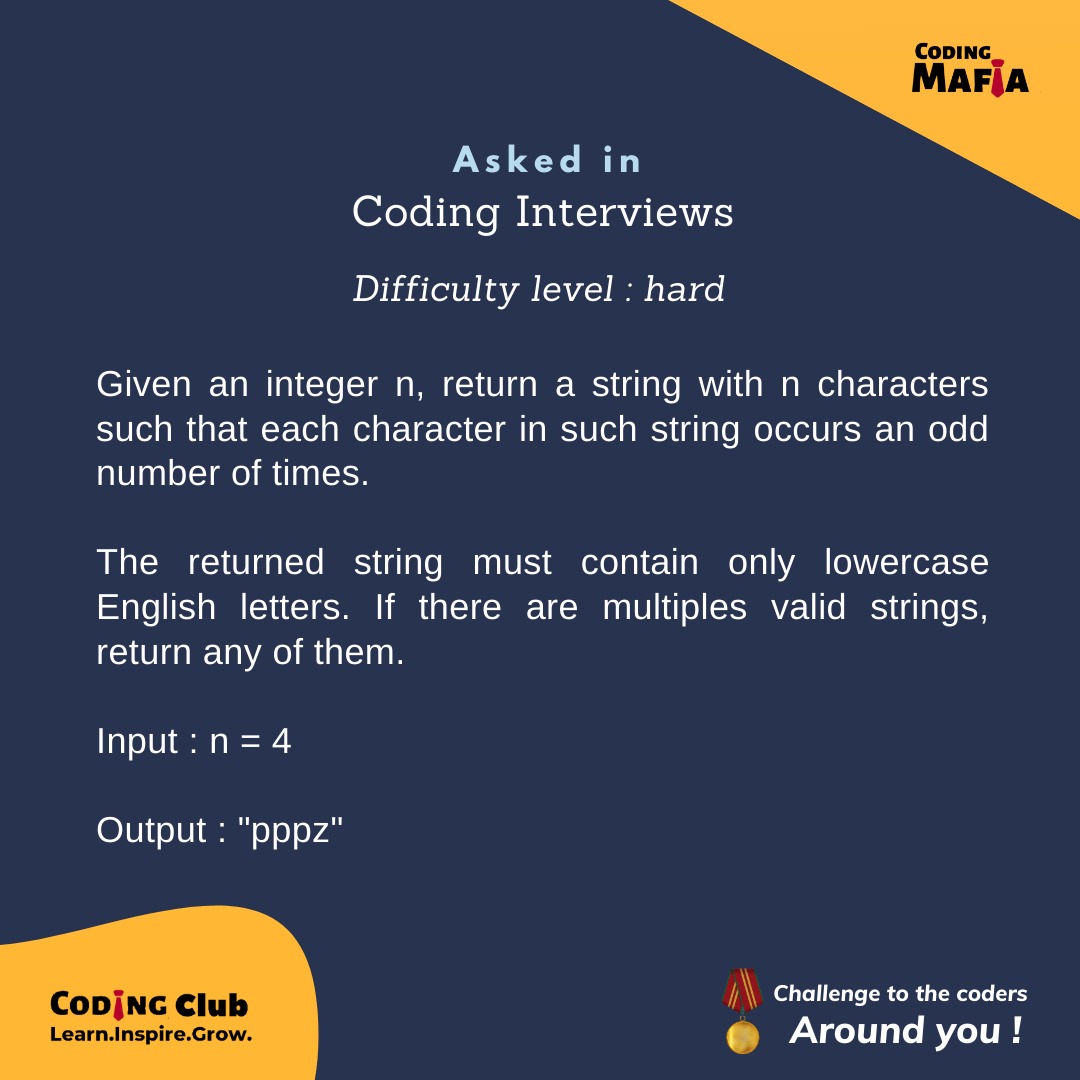 CODING
MAFIA
Asked in
Coding Interviews
Difficulty level : hard
Given an integer n, return a string with n characters
such that each character in such string occurs an odd
number of times.
The returned string must contain only lowercase
English letters. If there are multiples valid strings,
return any of them.
Input : n = 4
Output : "pppz"
CODING Club
Learn.Inspire.Grow.
Challenge to the coders
Around you !